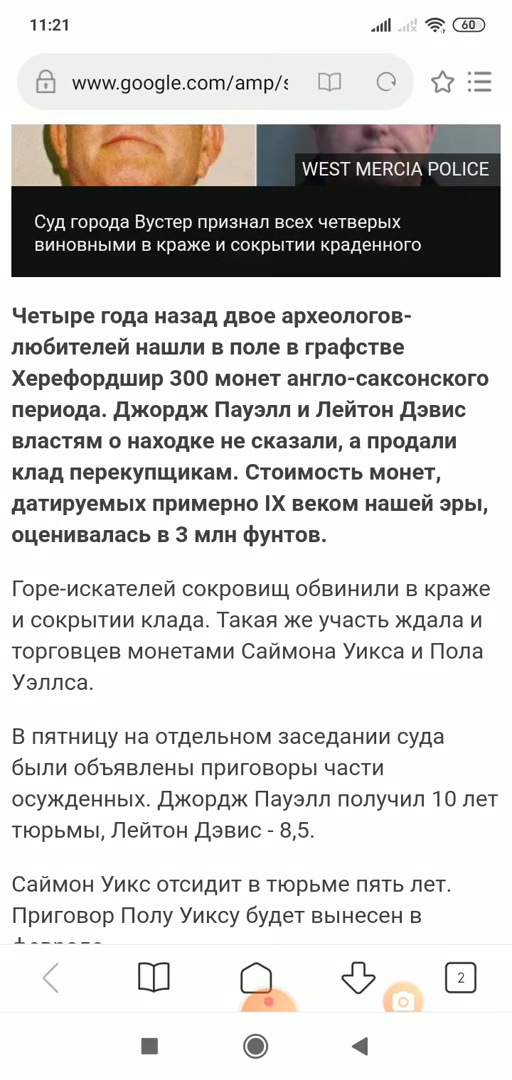 11:21
60
www.google.com/amp/s
WEST MERCIA POLICE
Суд города Вустер признал всех четверых
виновными в краже и сокрытии краденного
Четыре года назад двое археологов-
любителей нашли в поле в графстве
Херефордшир 300 монет англо-саксонского
периода. Джордж Пауэлл и Лейтон Дэвис
властям о находке не сказали, а продали
клад перекупщикам. Стоимость монет,
датируемых примерно IX веком нашей эры,
оценивалась в 3 млн фунтов.
Горе-искателей сокровищ обвинили в краже
и сокрытии клада. Такая же участь ждала и
торговцев монетами Саймона Уикса и Пола
Уэллса.
В пятницу на отдельном заседании суда
были объявлены приговоры части
осужденных. Джордж Пауэлл получил 10 лет
тюрьмы, Лейтон Дэвис - 8,5.
Саймон Уикс отсидит в тюрьме пять лет.
Приговор Полу Уиксу будет вынесен в
2